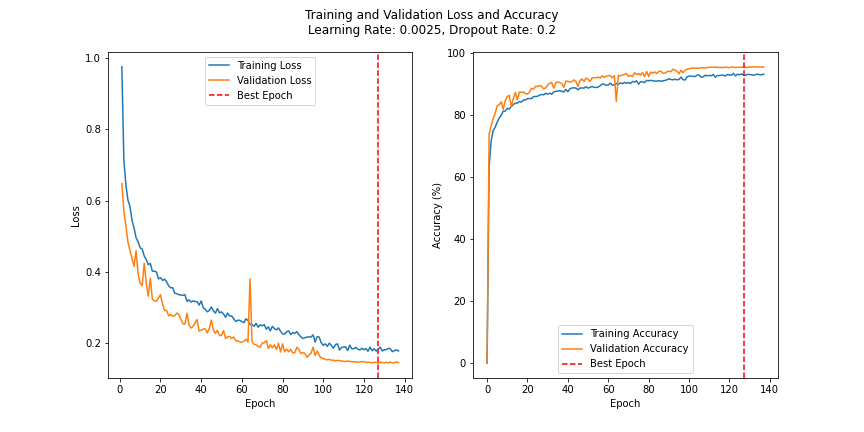 Training and Validation Loss and Accuracy
Learning Rate: 0.0025, Dropout Rate: 0.2
1.0
0.8
0.6
0.4
0.2
Loss
Training Loss
Validation Loss
Best Epoch
0 20 40 60 80 100 120 140
Epoch
100
80
60
40
20
0
Accuracy (%)
Training Accuracy
Validation Accuracy
Best Epoch
0 20 40 60 80 100 120 140
Epoch